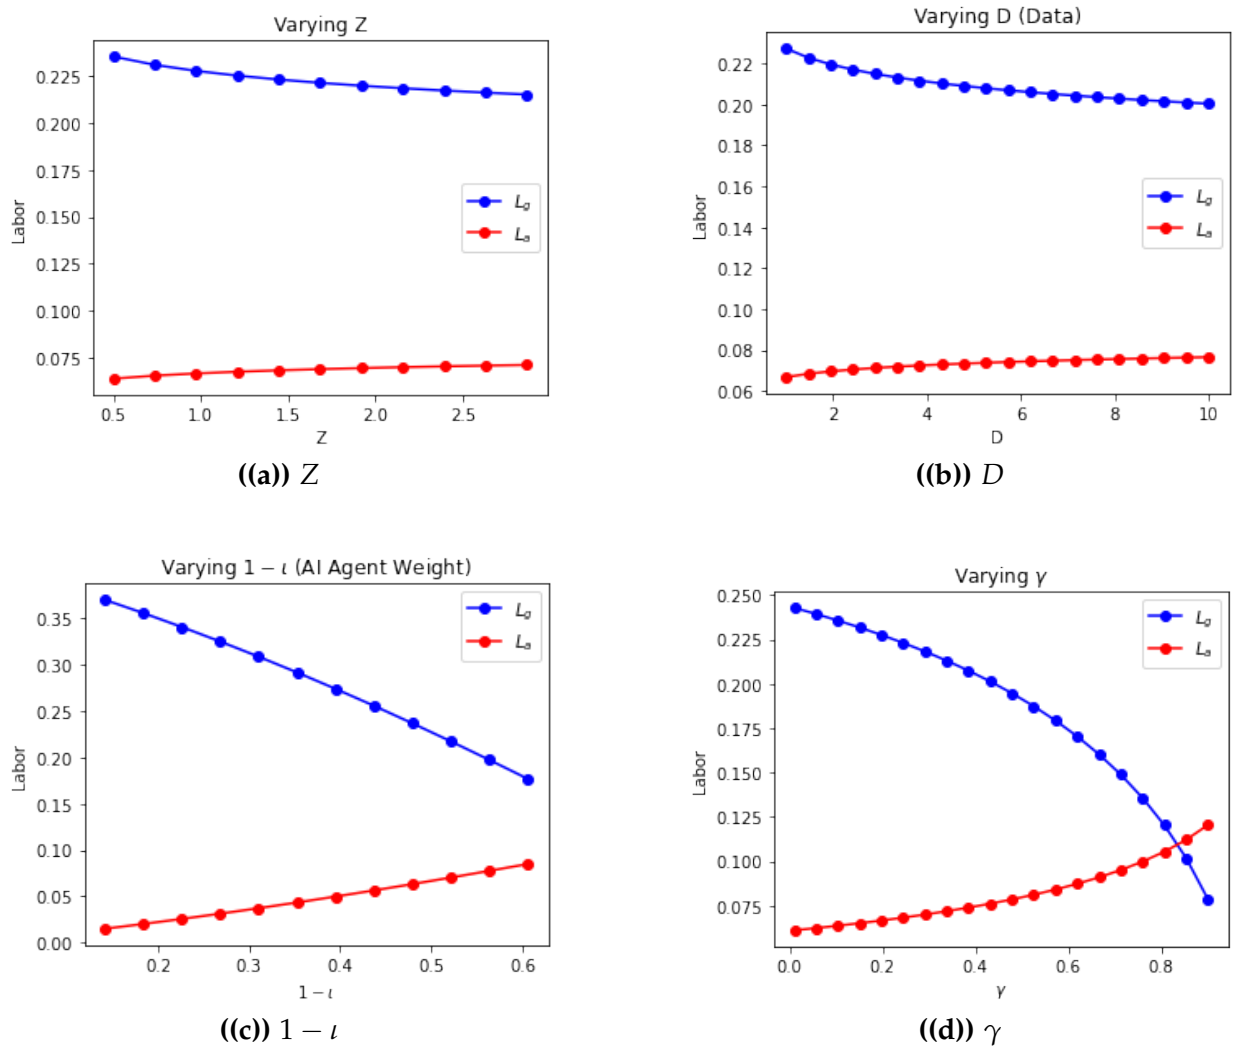 Varying Z
Labor
0.225
0.200
0.175
0.150
0.125
0.100
0.075
L_g
L_a
0.5 1.0 1.5 2.0 2.5
Z
((a)) Z
Varying D (Data)
Labor
0.22
0.20
0.18
0.16
0.14
0.12
0.10
0.08
0.06
L_g
L_a
2 4 6 8 10
D
((b)) D
Varying 1 − ι (AI Agent Weight)
Labor
0.35
0.30
0.25
0.20
0.15
0.10
0.05
0.00
L_g
L_a
0.2 0.3 0.4 0.5 0.6
1 − ι
((c)) 1 − ι
Varying γ
Labor
0.250
0.225
0.200
0.175
0.150
0.125
0.100
0.075
L_g
L_a
0.0 0.2 0.4 0.6 0.8
γ
((d)) γ